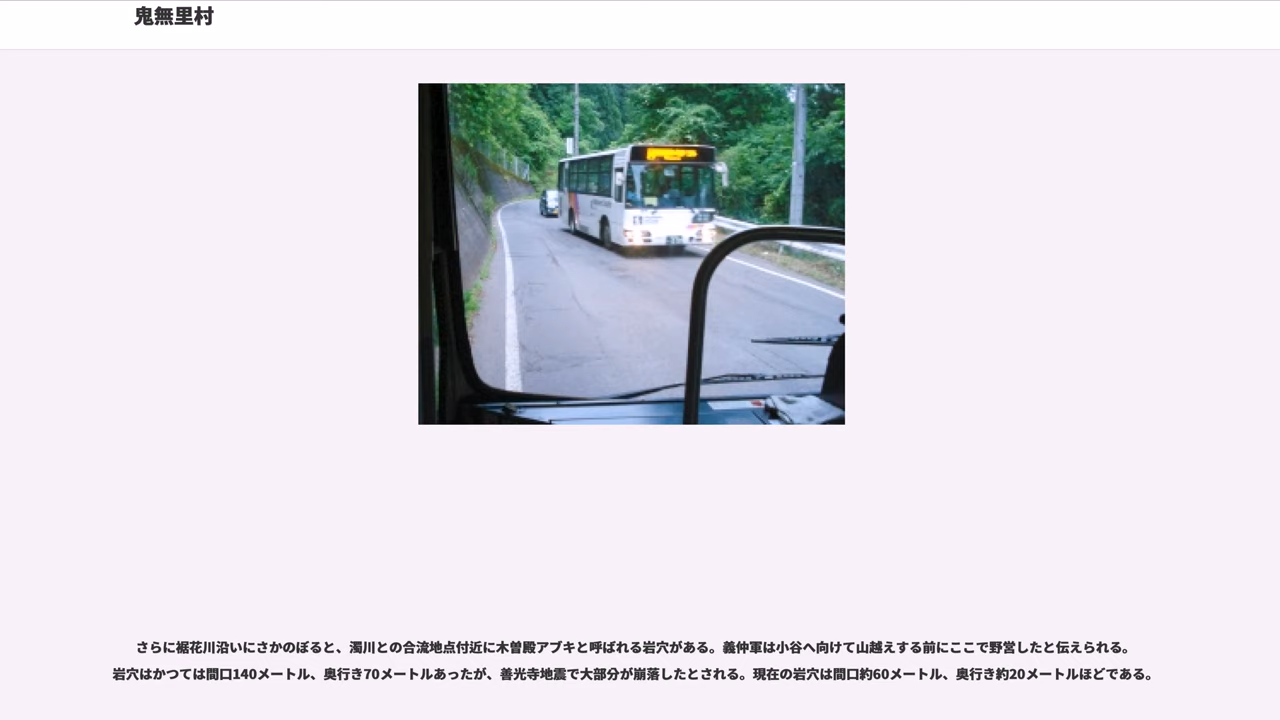 鬼無里村
さらに裾花川沿いにさかのぼると、濁川との合流地点付近に木曽殿アブキと呼ばれる岩穴がある。義仲軍は小谷へ向けて山越えする前にここで野営したと伝えられる。
岩穴はかつては間口140メートル、奥行き70メートルあったが、善光寺地震で大部分が崩落したとされる。現在の岩穴は間口約60メートル、奥行き約20メートルほどである。